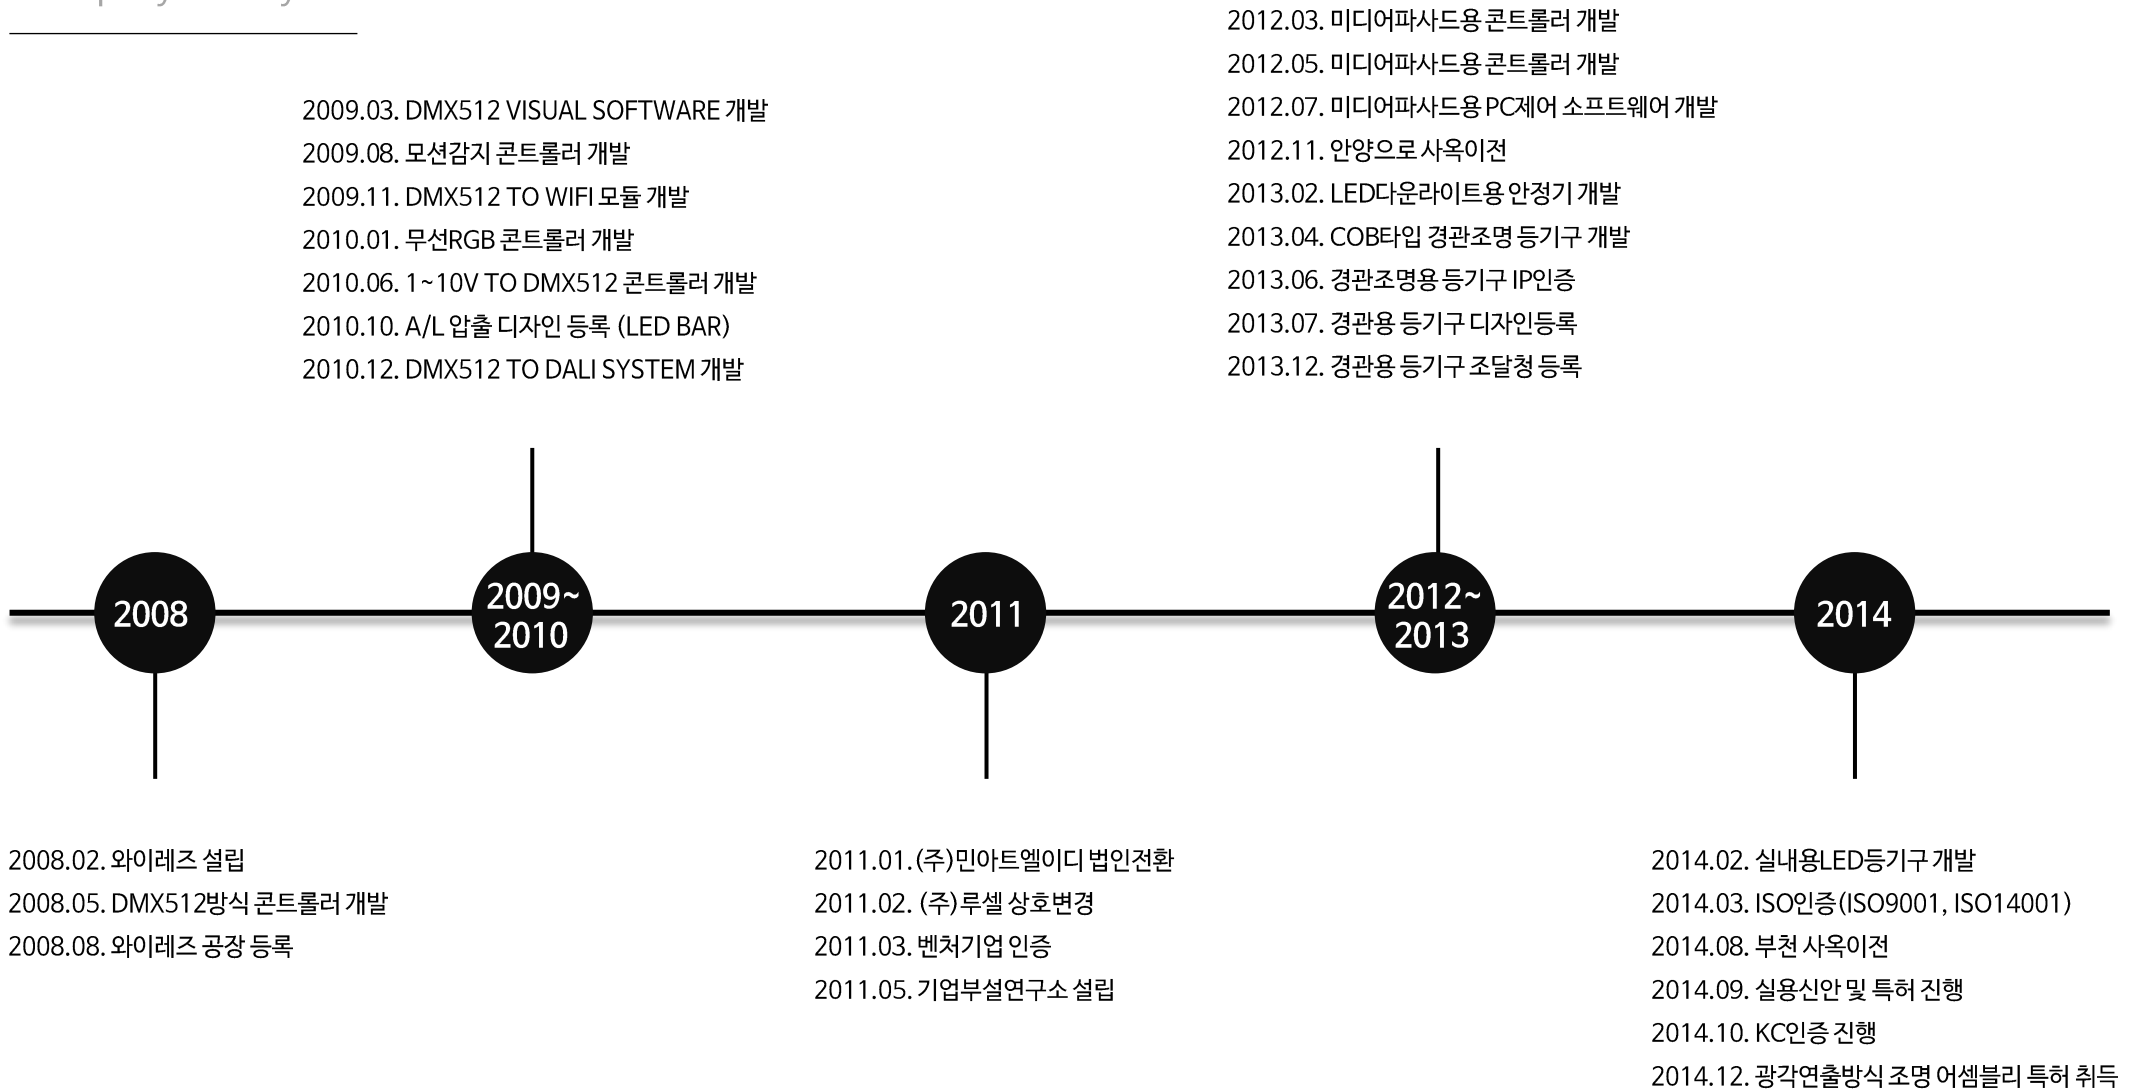 2012.03. 미디어파사드용 콘트롤러 개발
2012.05. 미디어파사드용 콘트롤러 개발
2012.07. 미디어파사드용 PC제어 소프트웨어 개발
2012.11. 안양으로 사옥이전
2013.02. LED다운라이트용 안정기 개발
2013.04. COB타입 경관조명 등기구 개발
2013.06. 경관조명용 등기구 IP인증
2013.07. 경관용 등기구 디자인등록
2013.12. 경관용 등기구 조달청 등록
2009.03. DMX512 VISUAL SOFTWARE 개발
2009.08. 모션감지 콘트롤러 개발
2009.11. DMX512 TO WIFI 모듈 개발
2010.01. 무선RGB 콘트롤러 개발
2010.06. 1~10V TO DMX512 콘트롤러 개발
2010.10. A/L 압출 디자인 등록 (LED BAR)
2010.12. DMX512 TO DALI SYSTEM 개발
2008
2009~
2010
2011
2012~
2013
2014
2008.02. 와이레즈 설립
2008.05. DMX512방식 콘트롤러 개발
2008.08. 와이레즈 공장 등록
2011.01.(주)민아트엘이디 법인전환
2011.02. (주)루셀 상호변경
2011.03. 벤처기업 인증
2011.05. 기업부설연구소 설립
2014.02. 실내용LED등기구 개발
2014.03. ISO인증(ISO9001, ISO14001)
2014.08. 부천 사옥이전
2014.09. 실용신안 및 특허 진행
2014.10. KC인증 진행
2014.12. 광각연출방식 조명 어셈블리 특허 취득